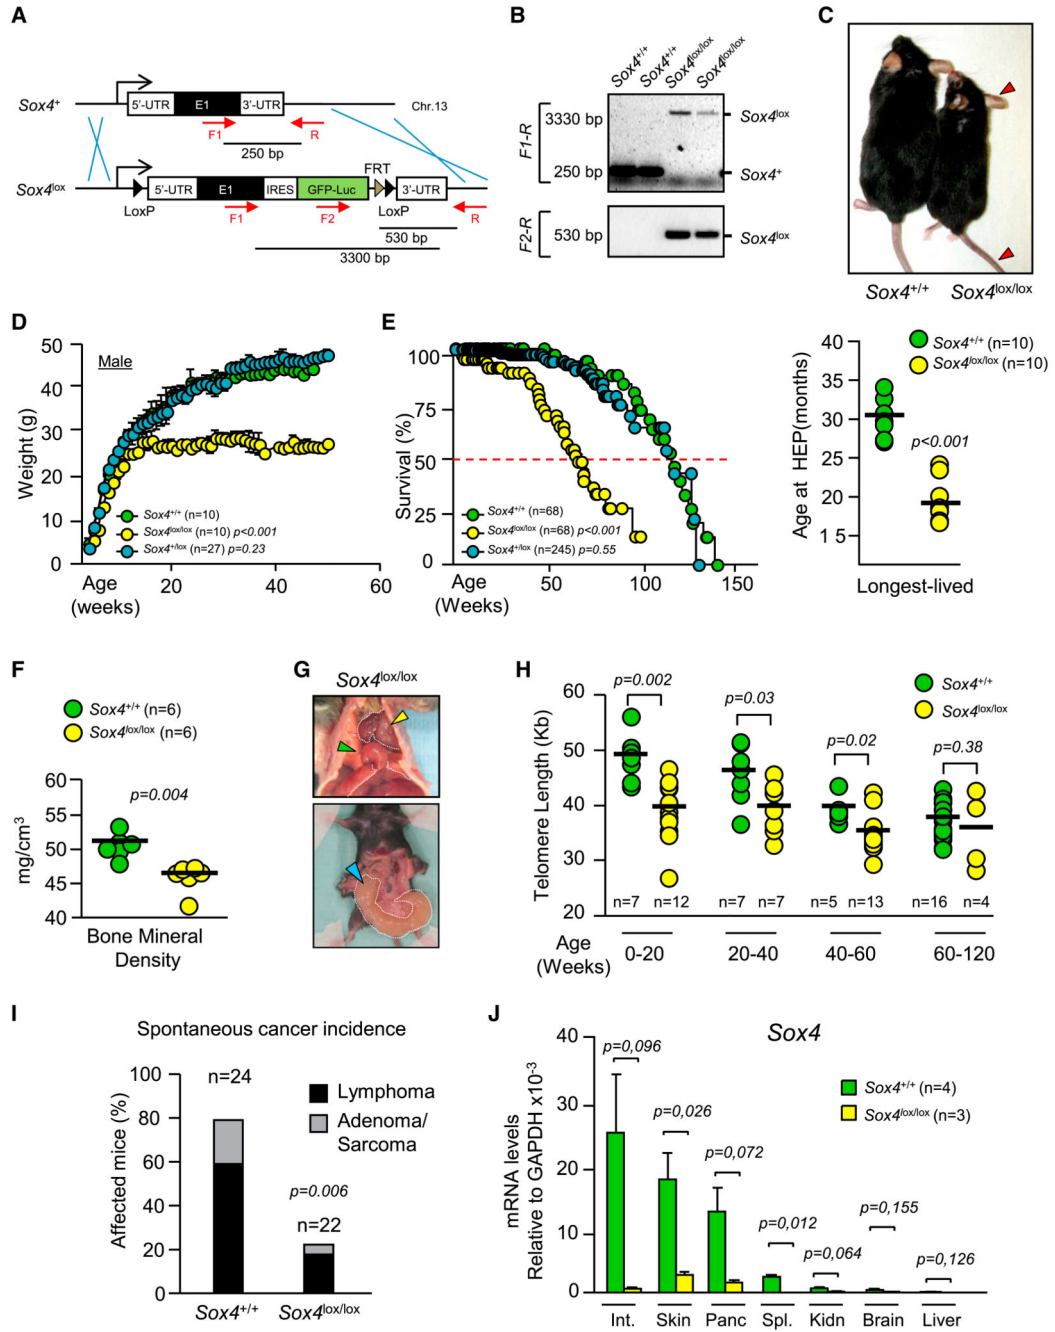 A
Sox4+
5'-UTR E1 3'-UTR
Chr.13
F1 R
250 bp
FRT
Sox4lox
5'-UTR E1 IRES GFP-Luc 3'-UTR
LoxP F1 F2 LoxP R
530 bp
3300 bp
B
Sox4+/+ Sox4+/+ Sox4lox/lox Sox4lox/lox
F1-R
3330 bp Sox4lox
250 bp Sox4+
F2-R
530 bp Sox4lox
C
Sox4+/+ Sox4lox/lox
D
Male
Weight (g)
50
40
30
20
10
0
Sox4+/+ (n=10)
Sox4lox/lox (n=10) p<0.001
Sox4+/lox (n=27) p=0.23
Age (weeks)
20 40 60
E
Survival (%)
100
75
50
25
0
Sox4+/+ (n=68)
Sox4lox/lox (n=68) p<0.001
Sox4+/lox (n=245) p=0.55
Age (Weeks)
50 100 150
Sox4+/+ (n=10)
Sox4lox/lox (n=10)
Age at HEP(months)
40
35
30
25
20
15
p<0.001
Longest-lived
F
Sox4+/+ (n=6)
Sox4lox/lox (n=6)
mg/cm3
60
55
50
45
40
p=0.004
Bone Mineral
Density
G
Sox4lox/lox
H
Sox4+/+
Sox4lox/lox
Telomere Length (Kb)
60
50
40
30
20
p=0.002
p=0.03
p=0.02
p=0.38
n=7 n=12 n=7 n=7 n=5 n=13 n=16 n=4
Age
(Weeks) 0-20 20-40 40-60 60-120
I
Spontaneous cancer incidence
Affected mice (%)
100
80
60
40
20
0
n=24
Lymphoma
Adenoma/
Sarcoma
p=0.006
n=22
Sox4+/+ Sox4lox/lox
J
Sox4
mRNA levels
Relative to GAPDH x10-3
40
30
20
10
0
Sox4+/+ (n=4)
Sox4lox/lox (n=3)
p=0,096
p=0,026
p=0,072
p=0,012
p=0,064
p=0,155
p=0,126
Int. Skin Panc Spl. Kidn Brain Liver